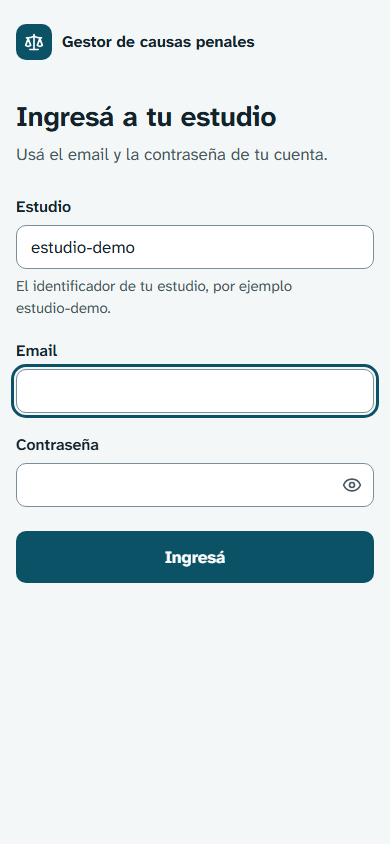 Gestor de causas penales
Ingresá a tu estudio
Usá el email y la contraseña de tu cuenta.
Estudio
estudio-demo
El identificador de tu estudio, por ejemplo
estudio-demo.
Email
Contraseña
Ingresá